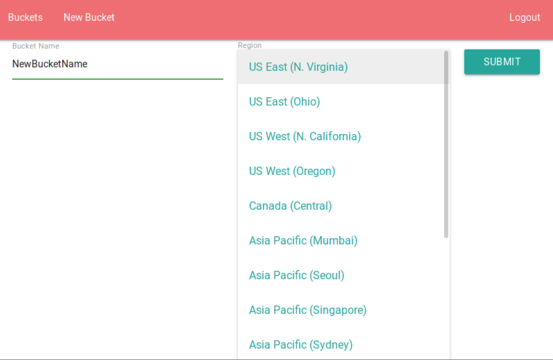 Buckets New Bucket Logout
Bucket Name
NewBucketName
Region
US East (N. Virginia)
US East (Ohio)
US West (N. California)
US West (Oregon)
Canada (Central)
Asia Pacific (Mumbai)
Asia Pacific (Seoul)
Asia Pacific (Singapore)
Asia Pacific (Sydney)
SUBMIT